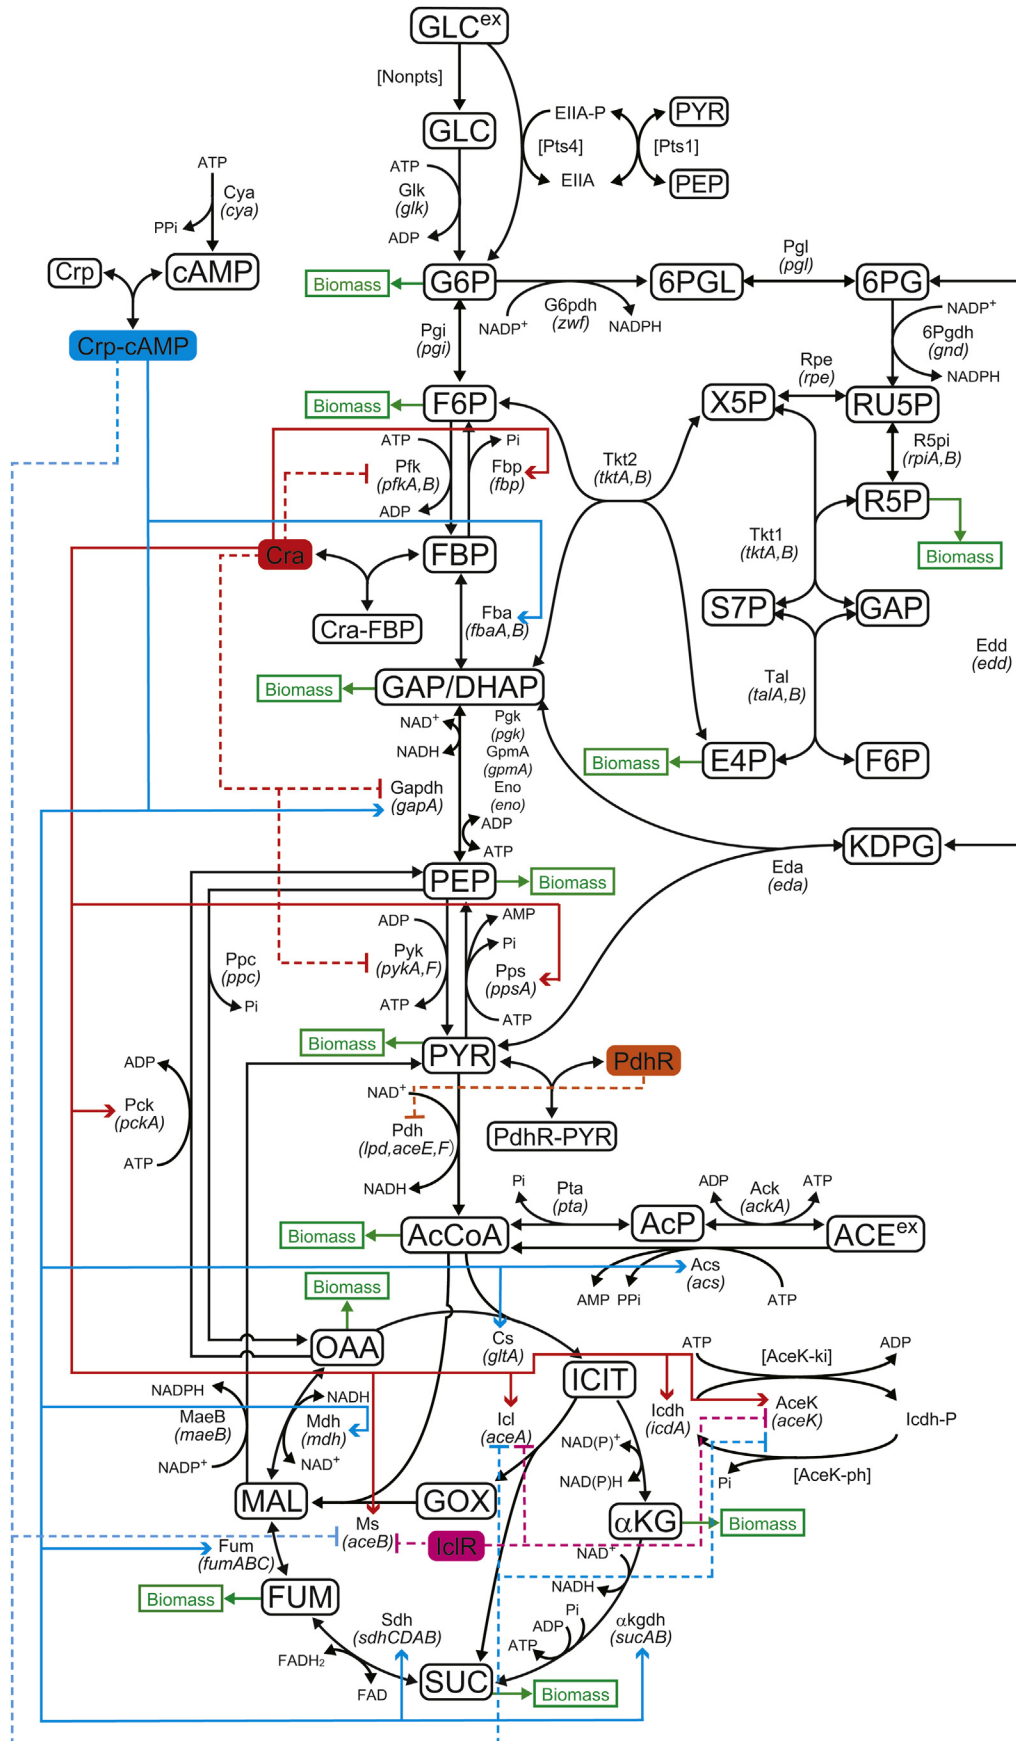 GLCex
[Nonpts]
GLC
EIIA-P
PYR
[Pts4]
[Pts1]
EIIA
PEP
ATP
Glk
(glk)
ADP
ATP
Cya
(cya)
PPi
Crp
cAMP
Crp-cAMP
Biomass
G6P
6PGL
Pgl
(pgl)
6PG
NADP+
G6pdh
(zwf)
NADPH
NADP+
6Pgdh
(gnd)
NADPH
Pgi
(pgi)
Biomass
F6P
X5P
Rpe
(rpe)
RU5P
ATP
Pfk
(pfkA,B)
ADP
Pi
Fbp
(fbp)
Tkt2
(tktA,B)
R5pi
(rpiA,B)
R5P
Biomass
Cra
FBP
Cra-FBP
Fba
(fbaA,B)
Tkt1
(tktA,B)
S7P
GAP
Edd
(edd)
Biomass
GAP/DHAP
Tal
(talA,B)
NAD+
NADH
Pgk
(pgk)
GpmA
(gpmA)
Eno
(eno)
Gapdh
(gapA)
ADP
ATP
Biomass
E4P
F6P
KDPG
Eda
(eda)
PEP
Biomass
Ppc
(ppc)
Pi
ADP
Pyk
(pykA,F)
ATP
AMP
Pi
Pps
(ppsA)
ATP
Biomass
PYR
PdhR
PdhR-PYR
ADP
Pck
(pckA)
ATP
NAD+
Pdh
(lpd,aceE,F)
NADH
Pi
Pta
(pta)
ADP
Ack
(ackA)
ATP
Biomass
AcCoA
AcP
ACEex
AMP
PPi
Acs
(acs)
ATP
Biomass
OAA
Cs
(gltA)
ICIT
ATP
[AceK-ki]
ADP
NADPH
MaeB
(maeB)
NADP+
NADH
Mdh
(mdh)
NAD+
Icl
(aceA)
Icdh
(icdA)
AceK
(aceK)
Icdh-P
NAD(P)+
NAD(P)H
Pi
[AceK-ph]
MAL
GOX
Ms
(aceB)
IclR
αKG
Biomass
Fum
(fumABC)
NAD+
NADH
Biomass
FUM
Sdh
(sdhCDAB)
FADH2
FAD
Pi
ADP
ATP
αkgdh
(sucAB)
SUC
Biomass